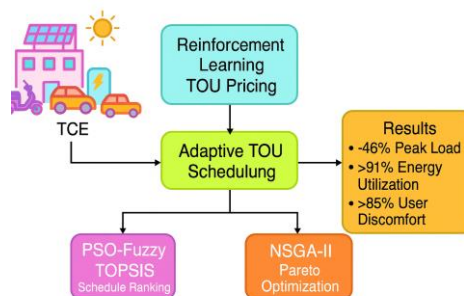 Reinforcement
Learning
TOU Pricing
TCE
Adaptive TOU
Schedulung
Results
• -46% Peak Load
• >91% Energy
Utilization
• >85% User
Discomfort
PSO-Fuzzy
TOPSIS
Schedule Ranking
NSGA-II
Pareto
Optimization